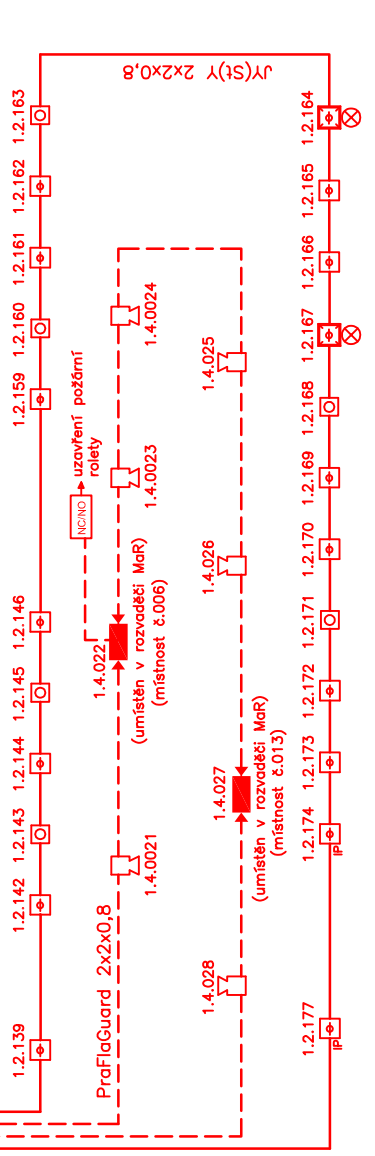 JY(St)Y 2x2x0,8
1.2.163
1.2.162
1.2.161
1.2.160
1.2.159
1.2.146
1.2.145
1.2.144
1.2.143
1.2.142
1.2.139
uzavření požární
rolety
NC/NO
1.4.0024
1.4.0023
1.4.022
(umístěn v rozvaděči MaR)
(místnost č.006)
1.4.0021
PraFlaGuard 2x2x0,8
1.4.025
1.4.026
1.4.027
(umístěn v rozvaděči MaR)
(místnost č.013)
1.4.028
1.2.164
1.2.165
1.2.166
1.2.167
1.2.168
1.2.169
1.2.170
1.2.171
1.2.172
1.2.173
1.2.174
IP
1.2.177
IP